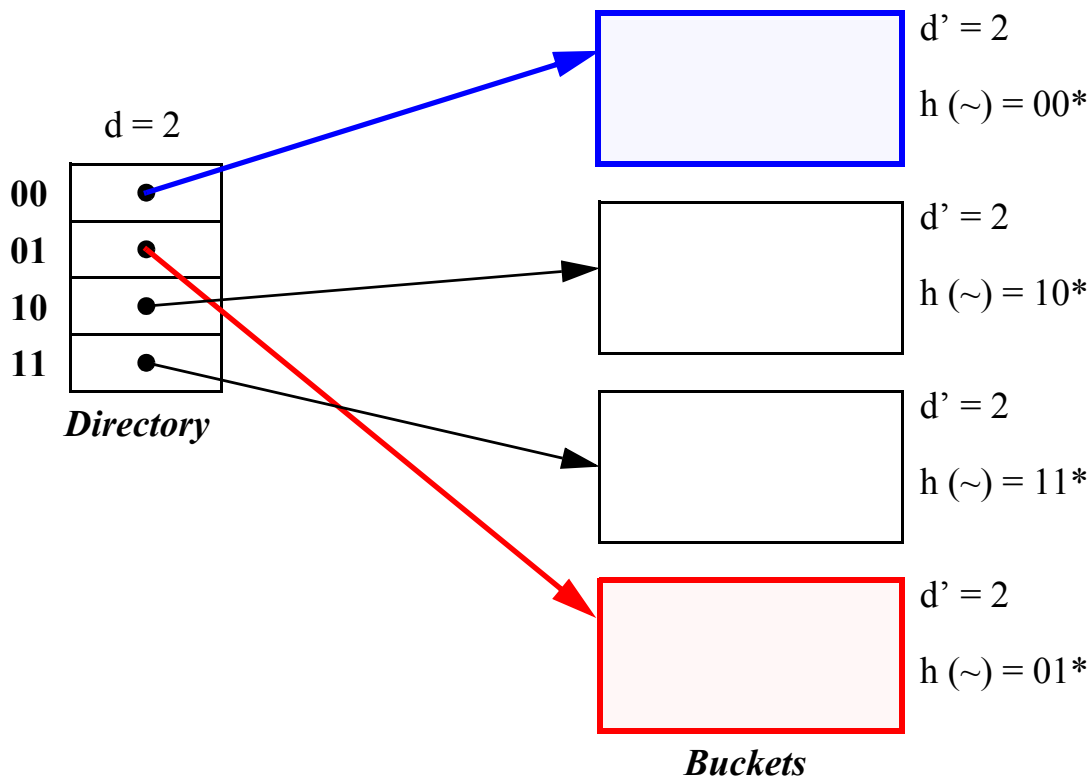 d = 2
00
01
10
11
Directory
d’ = 2
h (~) = 00*
d’ = 2
h (~) = 10*
d’ = 2
h (~) = 11*
d’ = 2
h (~) = 01*
Buckets